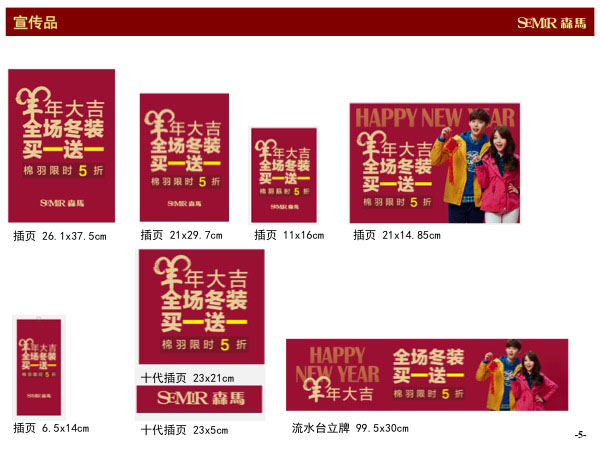 宣传品
SEMIR 森馬
羊年大吉
全场冬装
买一送一
棉羽限时 5 折
SEMIR 森馬
插页 26.1x37.5cm
羊年大吉
全场冬装
买一送一
棉羽限时 5 折
SEMIR 森馬
插页 21x29.7cm
羊年大吉
全场冬装
买一送一
棉羽限时 5 折
SEMIR 森馬
插页 11x16cm
HAPPY NEW YEAR
羊年大吉
全场冬装
买一送一
棉羽限时 5 折
插页 21x14.85cm
羊年大吉
全场冬装
买一送一
棉羽限时 5 折
SEMIR 森馬
插页 6.5x14cm
羊年大吉
全场冬装
买一送一
棉羽限时 5 折
十代插页 23x21cm
SEMIR 森馬
十代插页 23x5cm
HAPPY
NEW YEAR
羊年大吉
全场冬装
买一送一
棉羽限时 5 折
流水台立牌 99.5x30cm
-5-